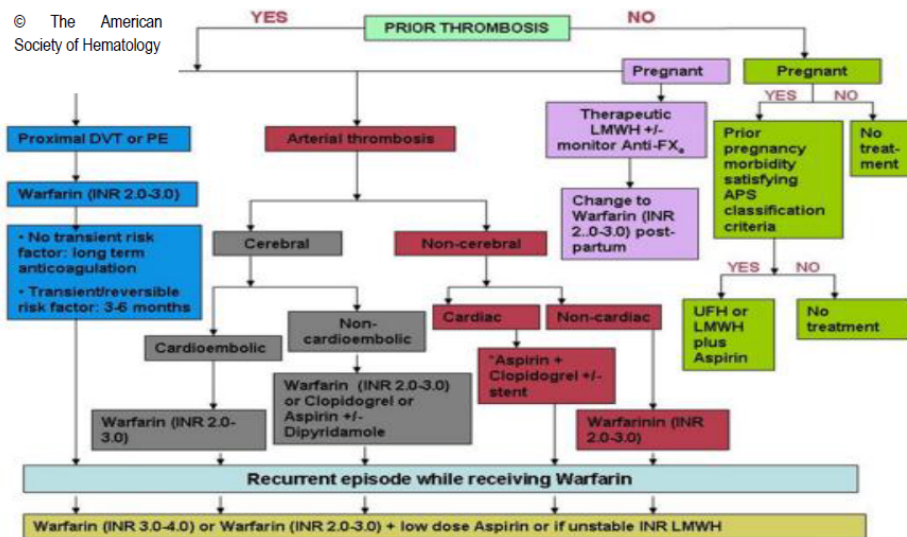 © The American
Society of Hematology
YES
PRIOR THROMBOSIS
NO
Pregnant
Pregnant
YES
NO
Proximal DVT or PE
Arterial thrombosis
Therapeutic
LMWH +/-
monitor Anti-FXa
Prior
pregnancy
morbidity
satisfying
APS
classification
criteria
No
treat-
ment
Warfarin (INR 2.0-3.0)
Change to
Warfarin (INR
2..0-3.0) post-
partum
• No transient risk
factor: long term
anticoagulation
• Transient/reversible
risk factor: 3-6 months
Cerebral
Non-cerebral
YES
NO
Cardioembolic
Non-
cardioembolic
Cardiac
Non-cardiac
UFH or
LMWH
plus
Aspirin
No
treatment
Warfarin (INR 2.0-
3.0)
Warfarin (INR 2.0-3.0)
or Clopidogrel or
Aspirin +/-
Dipyridamole
*Aspirin +
Clopidogrel +/-
stent
Warfarinin (INR
2.0-3.0)
Recurrent episode while receiving Warfarin
Warfarin (INR 3.0-4.0) or Warfarin (INR 2.0-3.0) + low dose Aspirin or if unstable INR LMWH